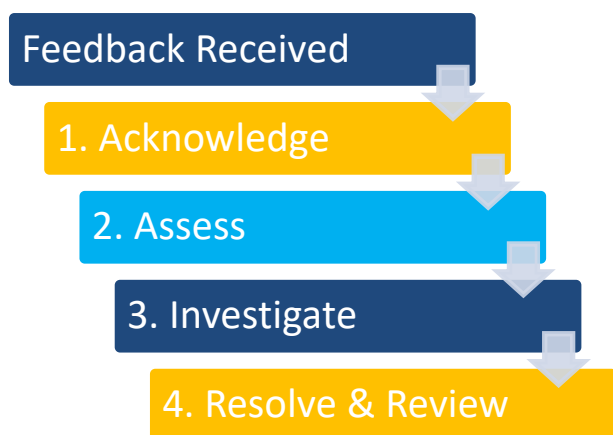 Feedback Received
1. Acknowledge
2. Assess
3. Investigate
4. Resolve & Review